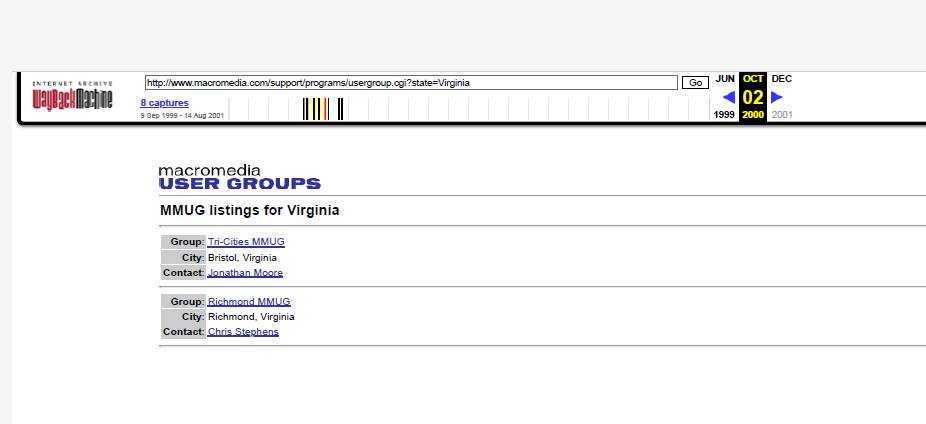 INTERNET ARCHIVE
WayBackMachine
http://www.macromedia.com/support/programs/usergroup.cgi?state=Virginia
Go
JUN OCT DEC
8 captures
02
9 Sep 1999 - 14 Aug 2001
1999 2000 2001
macromedia
USER GROUPS
MMUG listings for Virginia
Group: Tri-Cities MMUG
City: Bristol, Virginia
Contact: Jonathan Moore
Group: Richmond MMUG
City: Richmond, Virginia
Contact: Chris Stephens